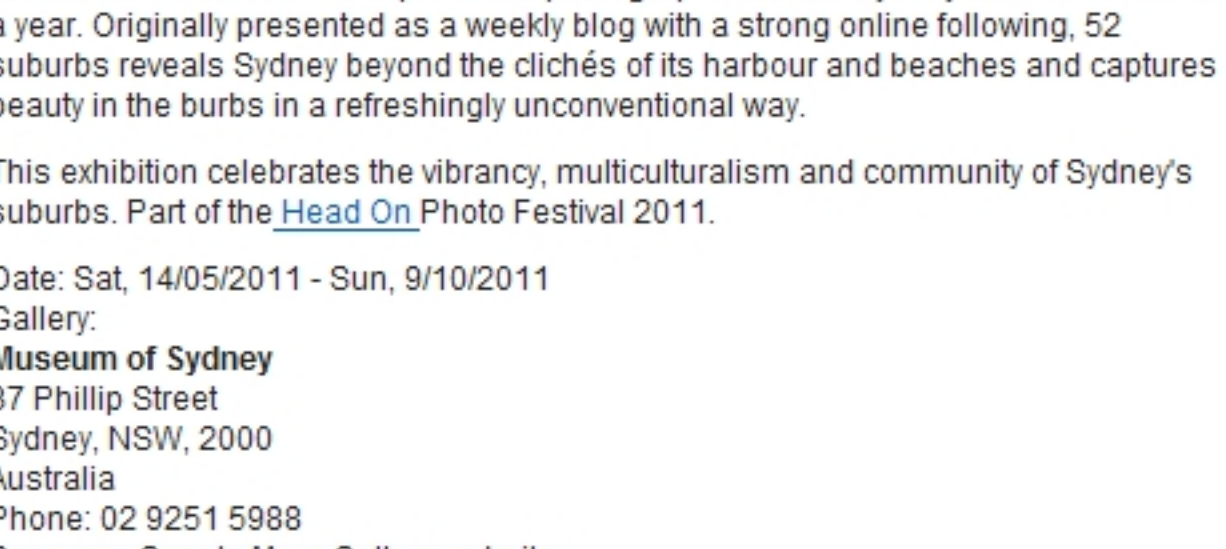 a year. Originally presented as a weekly blog with a strong online following, 52
suburbs reveals Sydney beyond the clichés of its harbour and beaches and captures
beauty in the burbs in a refreshingly unconventional way.
This exhibition celebrates the vibrancy, multiculturalism and community of Sydney's
suburbs. Part of the Head On Photo Festival 2011.
Date: Sat, 14/05/2011 - Sun, 9/10/2011
Gallery:
Museum of Sydney
37 Phillip Street
Sydney, NSW, 2000
Australia
Phone: 02 9251 5988